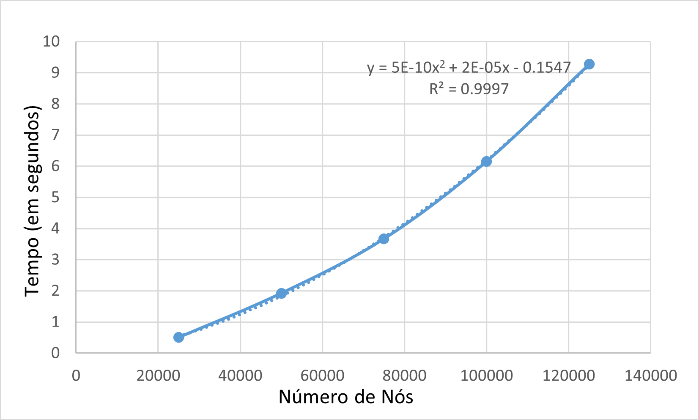 10
9
8
7
6
5
4
3
2
1
0
y = 5E-10x² + 2E-05x - 0.1547
R² = 0.9997
Tempo (em segundos)
0 20000 40000 60000 80000 100000 120000 140000
Número de Nós